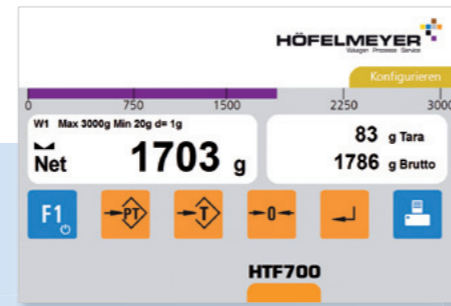 HÖFELMEYER
Waagen Prozesse Service
Konfigurieren
0 750 1500 2250 3000
W1 Max 3000g Min 20g d= 1g
Net 1703 g
83 g Tara
1786 g Brutto
F1
PT
T
0
HTF700